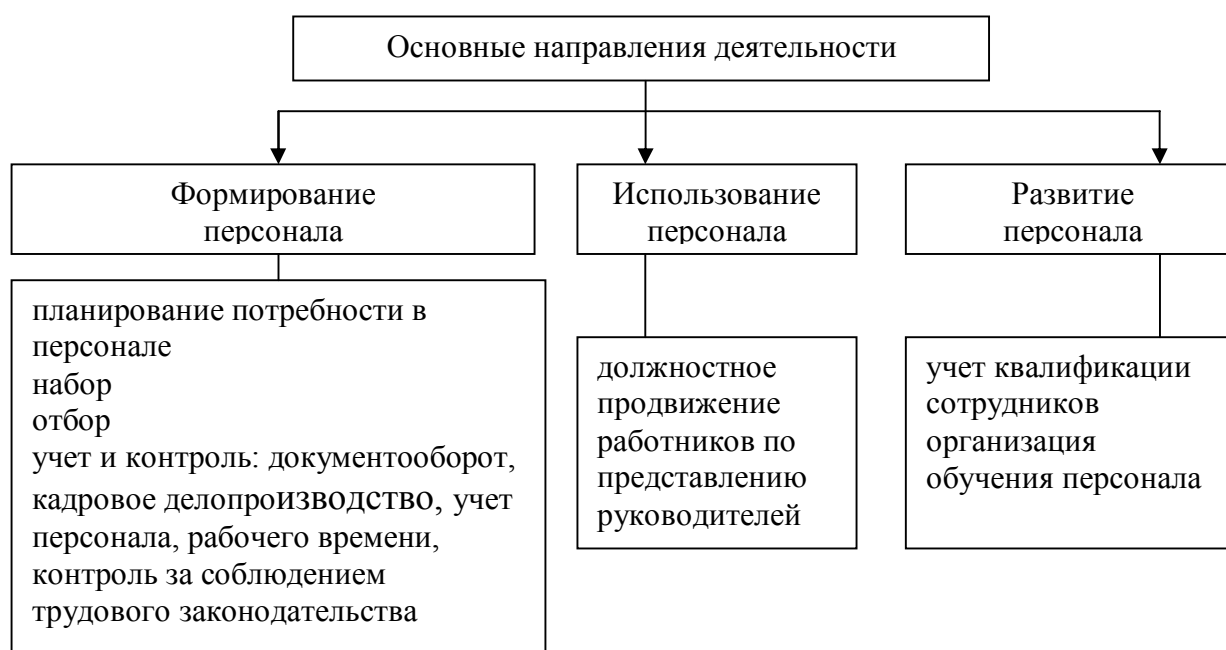 Основные направления деятельности
Формирование
персонала
Использование
персонала
Развитие
персонала
планирование потребности в
персонале
набор
отбор
учет и контроль: документооборот,
кадровое делопроизводство, учет
персонала, рабочего времени,
контроль за соблюдением
трудового законодательства
должностное
продвижение
работников по
представлению
руководителей
учет квалификации
сотрудников
организация
обучения персонала